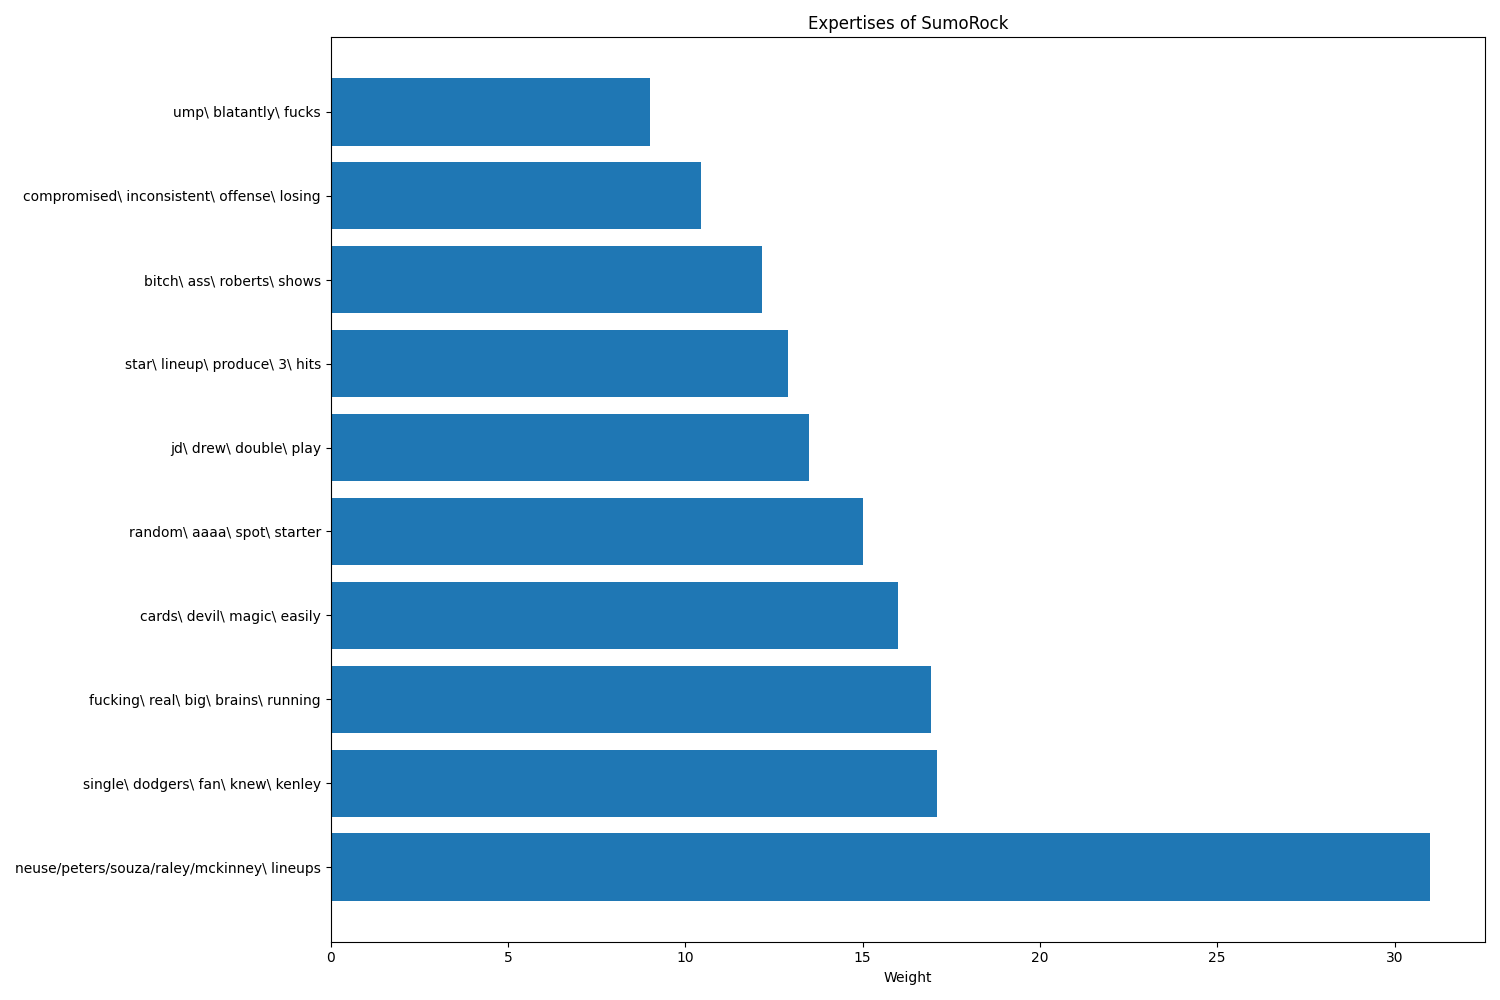 Expertises of SumoRock
ump\ blatantly\ fucks
compromised\ inconsistent\ offense\ losing
bitch\ ass\ roberts\ shows
star\ lineup\ produce\ 3\ hits
jd\ drew\ double\ play
random\ aaaa\ spot\ starter
cards\ devil\ magic\ easily
fucking\ real\ big\ brains\ running
single\ dodgers\ fan\ knew\ kenley
neuse/peters/souza/raley/mckinney\ lineups
0 5 10 15 20 25 30
Weight